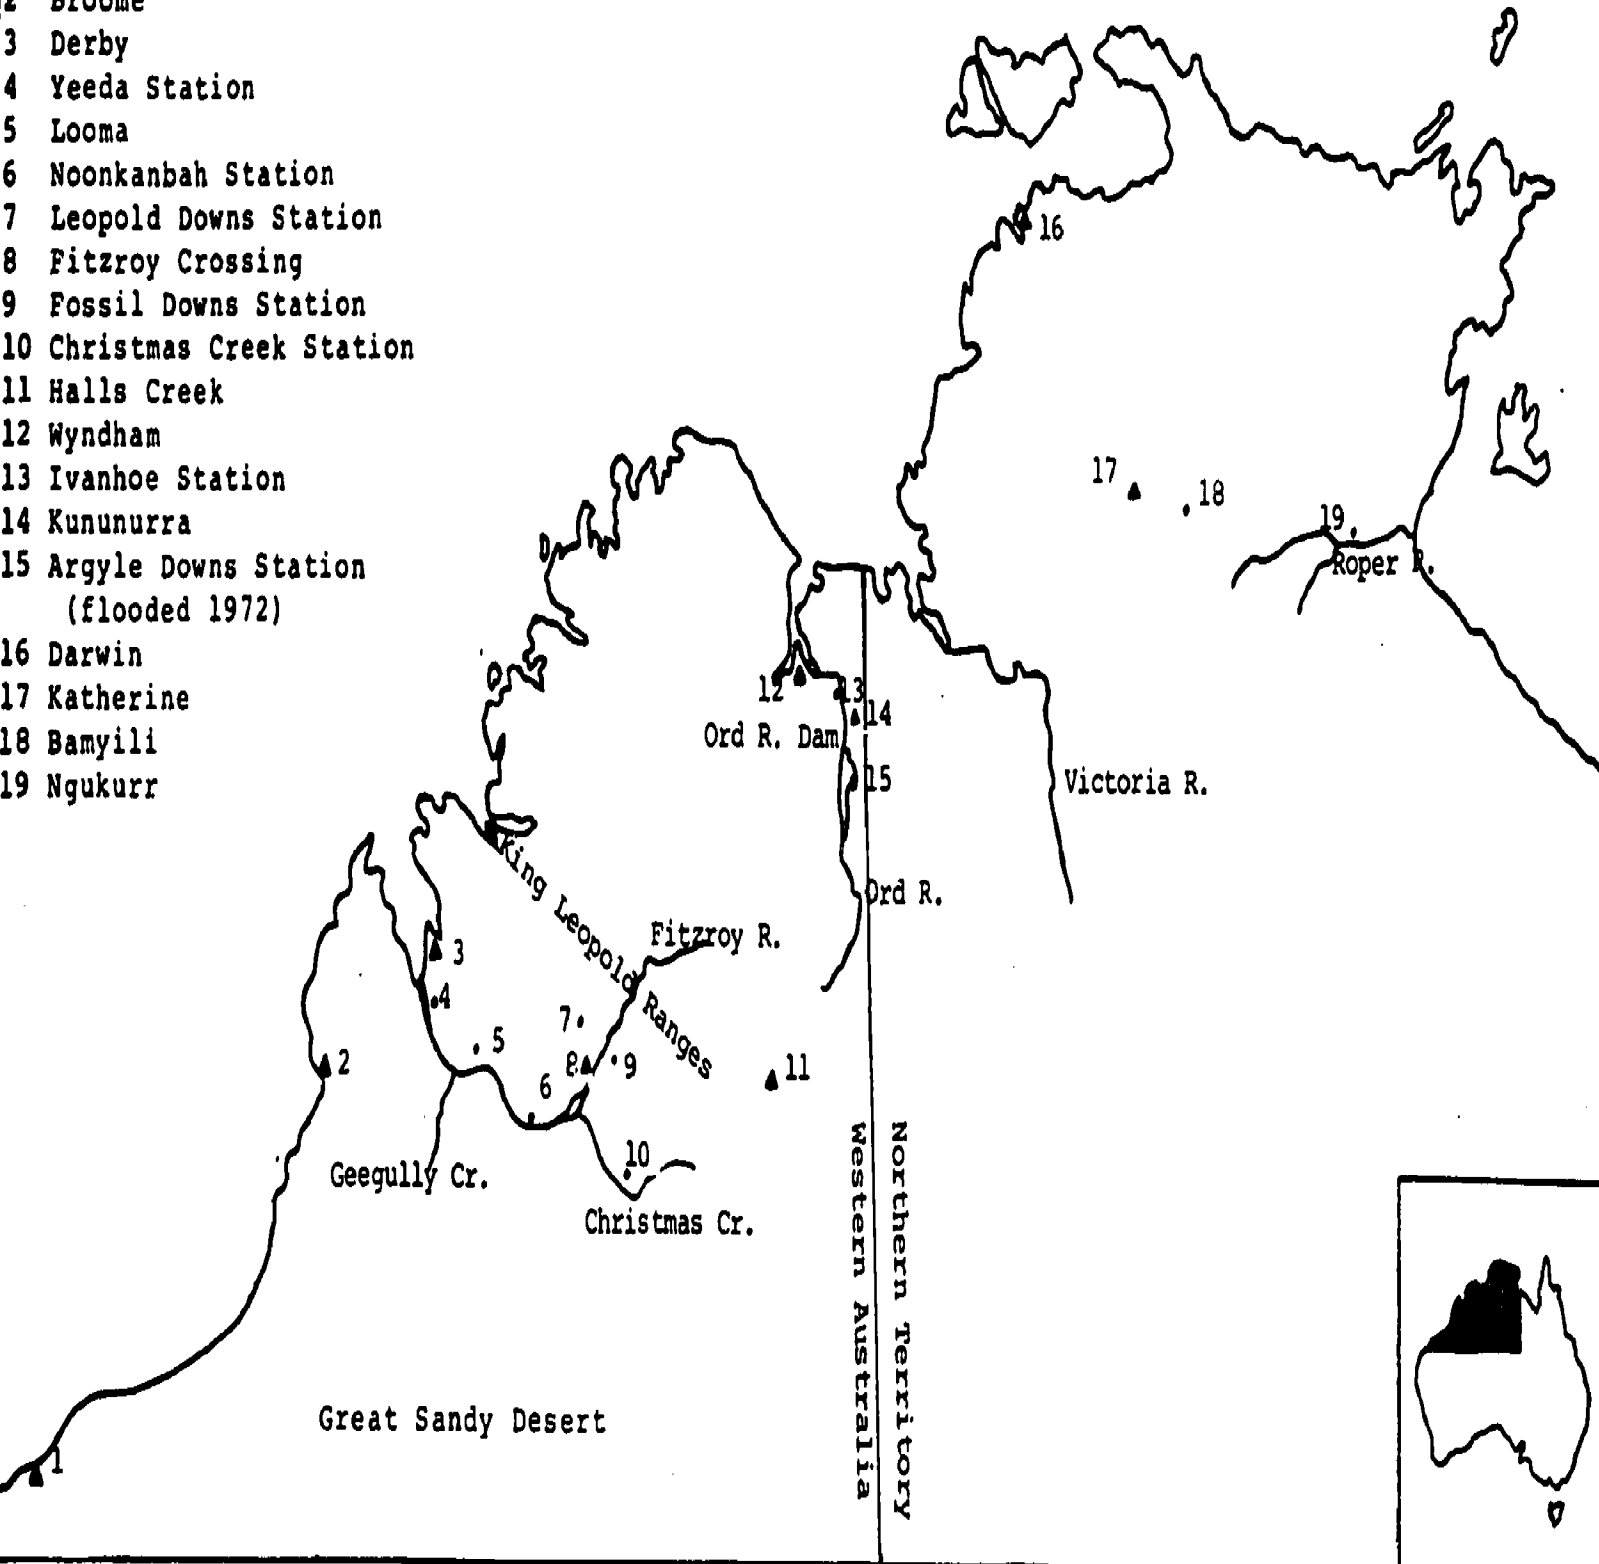 2 Broome
3 Derby
4 Yeeda Station
5 Looma
6 Noonkanbah Station
7 Leopold Downs Station
8 Fitzroy Crossing
9 Fossil Downs Station
10 Christmas Creek Station
11 Halls Creek
12 Wyndham
13 Ivanhoe Station
14 Kununurra
15 Argyle Downs Station
(flooded 1972)
16 Darwin
17 Katherine
18 Bamyili
19 Ngukurr
16
17
18
19
Roper R.
12
13
14
Ord R. Dam
15
Victoria R.
King Leopold Ranges
Ord R.
Fitzroy R.
3
4
7
5
2
8
9
11
6
10
Geegully Cr.
Christmas Cr.
Western Australia
Northern Territory
Great Sandy Desert
1